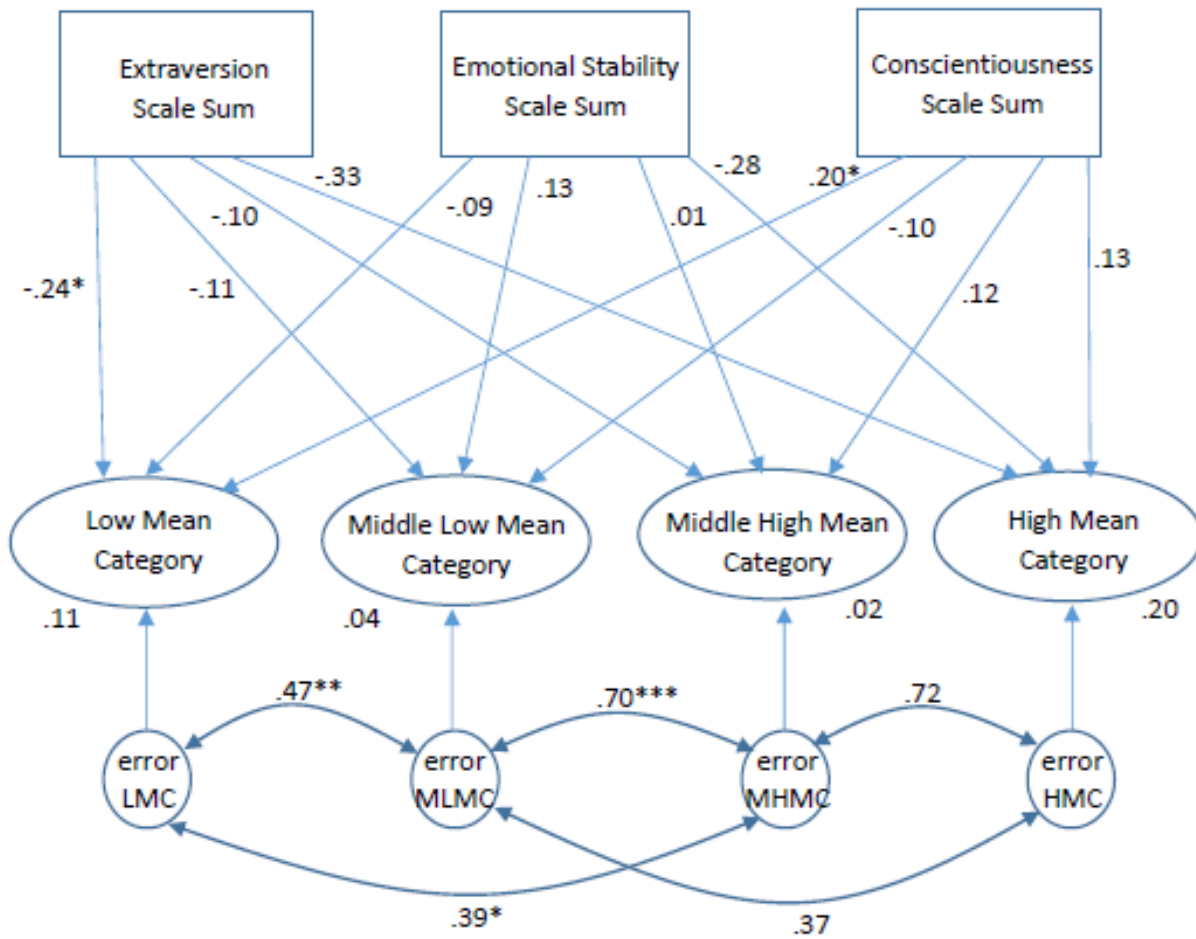 Extraversion
Scale Sum
Emotional Stability
Scale Sum
Conscientiousness
Scale Sum
-.33
-.10
-.09
.13
.01
-.28
.20*
-.10
.13
-.24*
-.11
.12
Low Mean
Category
Middle Low Mean
Category
Middle High Mean
Category
High Mean
Category
.11
.04
.02
.20
.47**
.70***
.72
error
LMC
error
MLMC
error
MHMC
error
HMC
.39*
.37